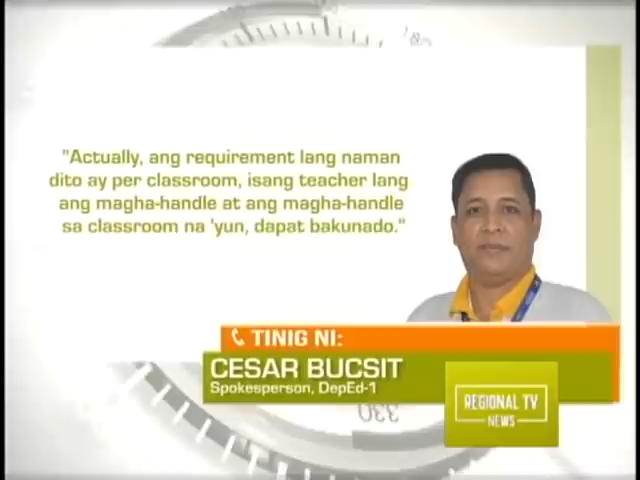 "Actually, ang requirement lang naman
dito ay per classroom, isang teacher lang
ang magha-handle at ang magha-handle
sa classroom na 'yun, dapat bakunado."
TINIG NI:
CESAR BUCSIT
Spokesperson, DepEd-1
REGIONAL TV
NEWS
330